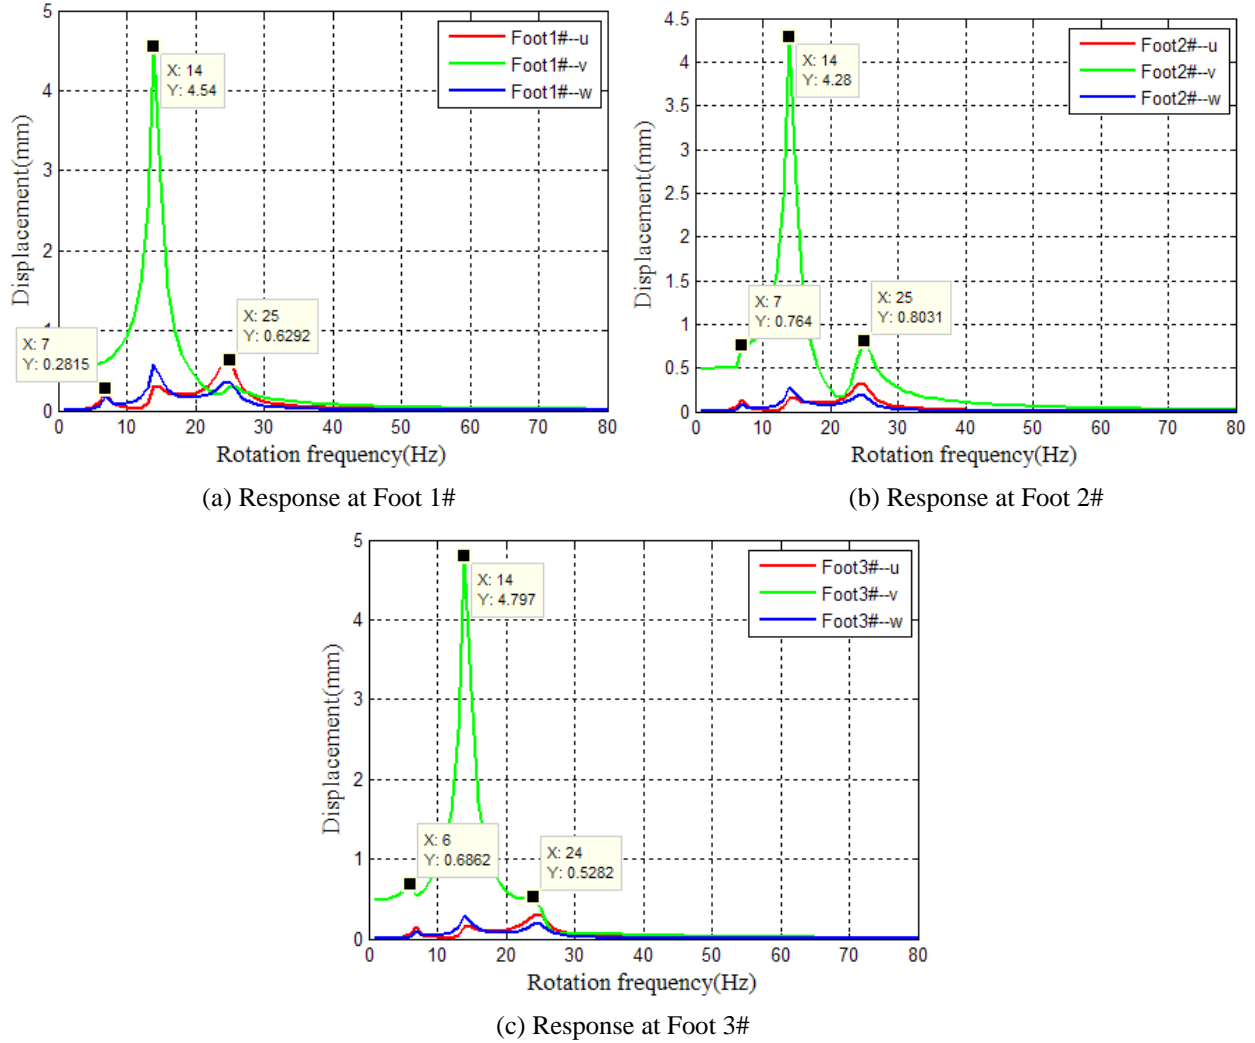 5
4
3
2
1
0
0 10 20 30 40 50 60 70 80
Displacement(mm)
Rotation frequency(Hz)
Foot1#--u
Foot1#--v
Foot1#--w
X: 14
Y: 4.54
X: 7
Y: 0.2815
X: 25
Y: 0.6292
(a) Response at Foot 1#
4.5
4
3.5
3
2.5
2
1.5
1
0.5
0
0 10 20 30 40 50 60 70 80
Displacement(mm)
Rotation frequency(Hz)
Foot2#--u
Foot2#--v
Foot2#--w
X: 14
Y: 4.28
X: 7
Y: 0.764
X: 25
Y: 0.8031
(b) Response at Foot 2#
5
4
3
2
1
0
0 10 20 30 40 50 60 70 80
Displacement(mm)
Rotation frequency(Hz)
Foot3#--u
Foot3#--v
Foot3#--w
X: 14
Y: 4.797
X: 6
Y: 0.6862
X: 24
Y: 0.5282
(c) Response at Foot 3#